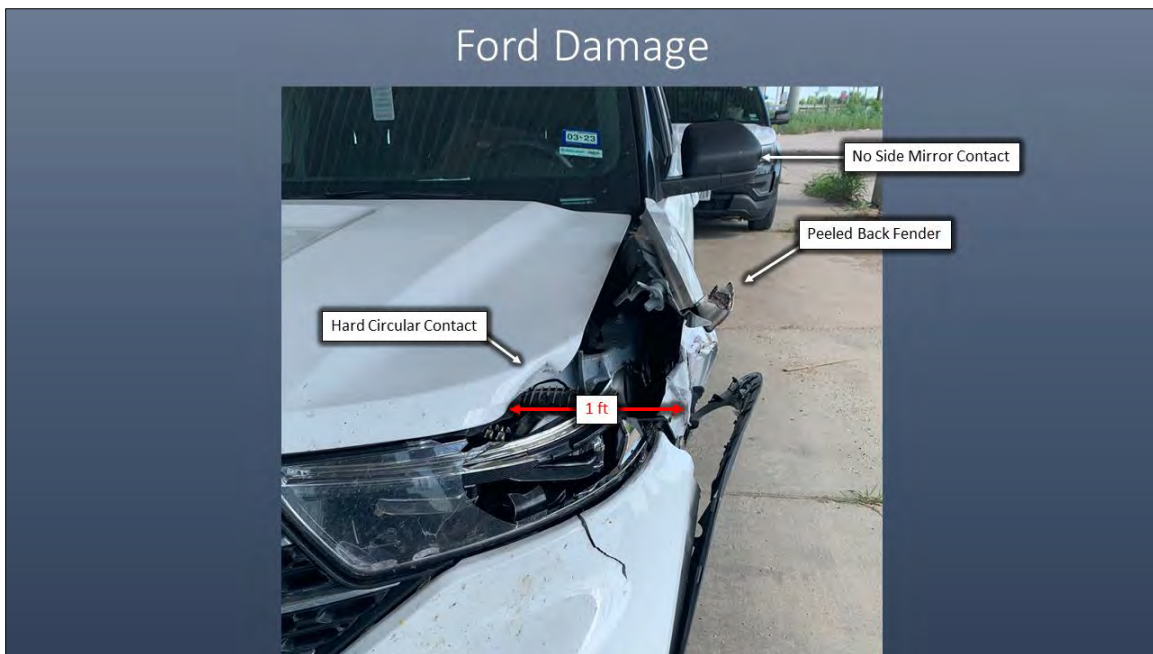 Ford Damage
03-23
No Side Mirror Contact
Peeled Back Fender
Hard Circular Contact
1 ft